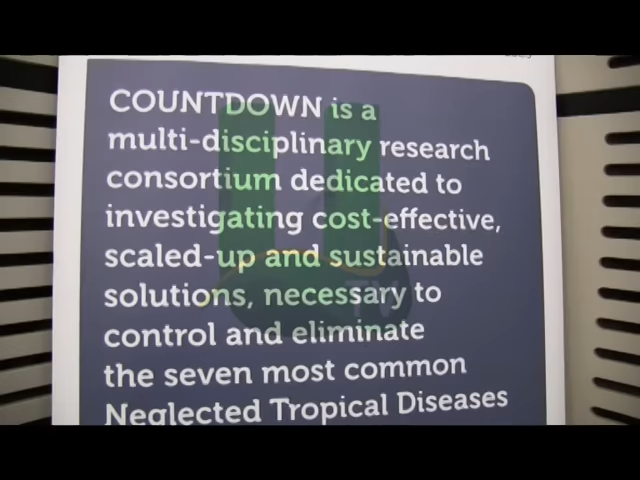 COUNTDOWN is a
multi-disciplinary research
consortium dedicated to
investigating cost-effective,
scaled-up and sustainable
solutions, necessary to
control and eliminate
the seven most common
Neglected Tropical Diseases
TV